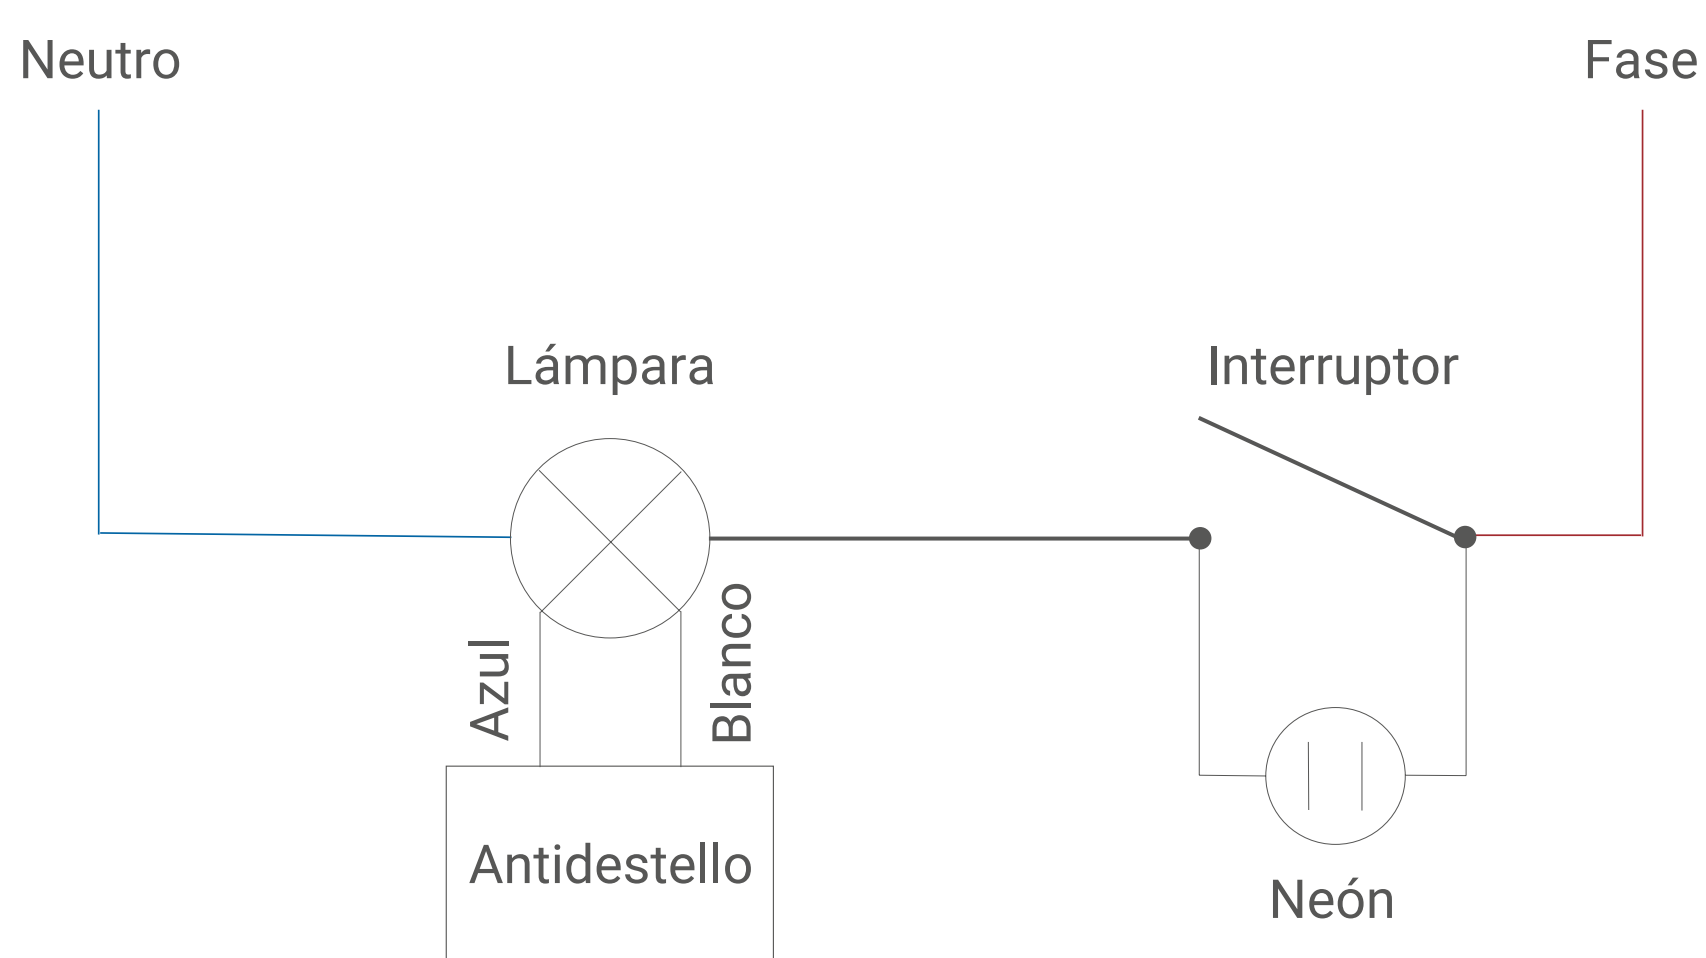 Neutro
Fase
Lámpara
Interruptor
Azul
Blanco
Antidestello
Neón